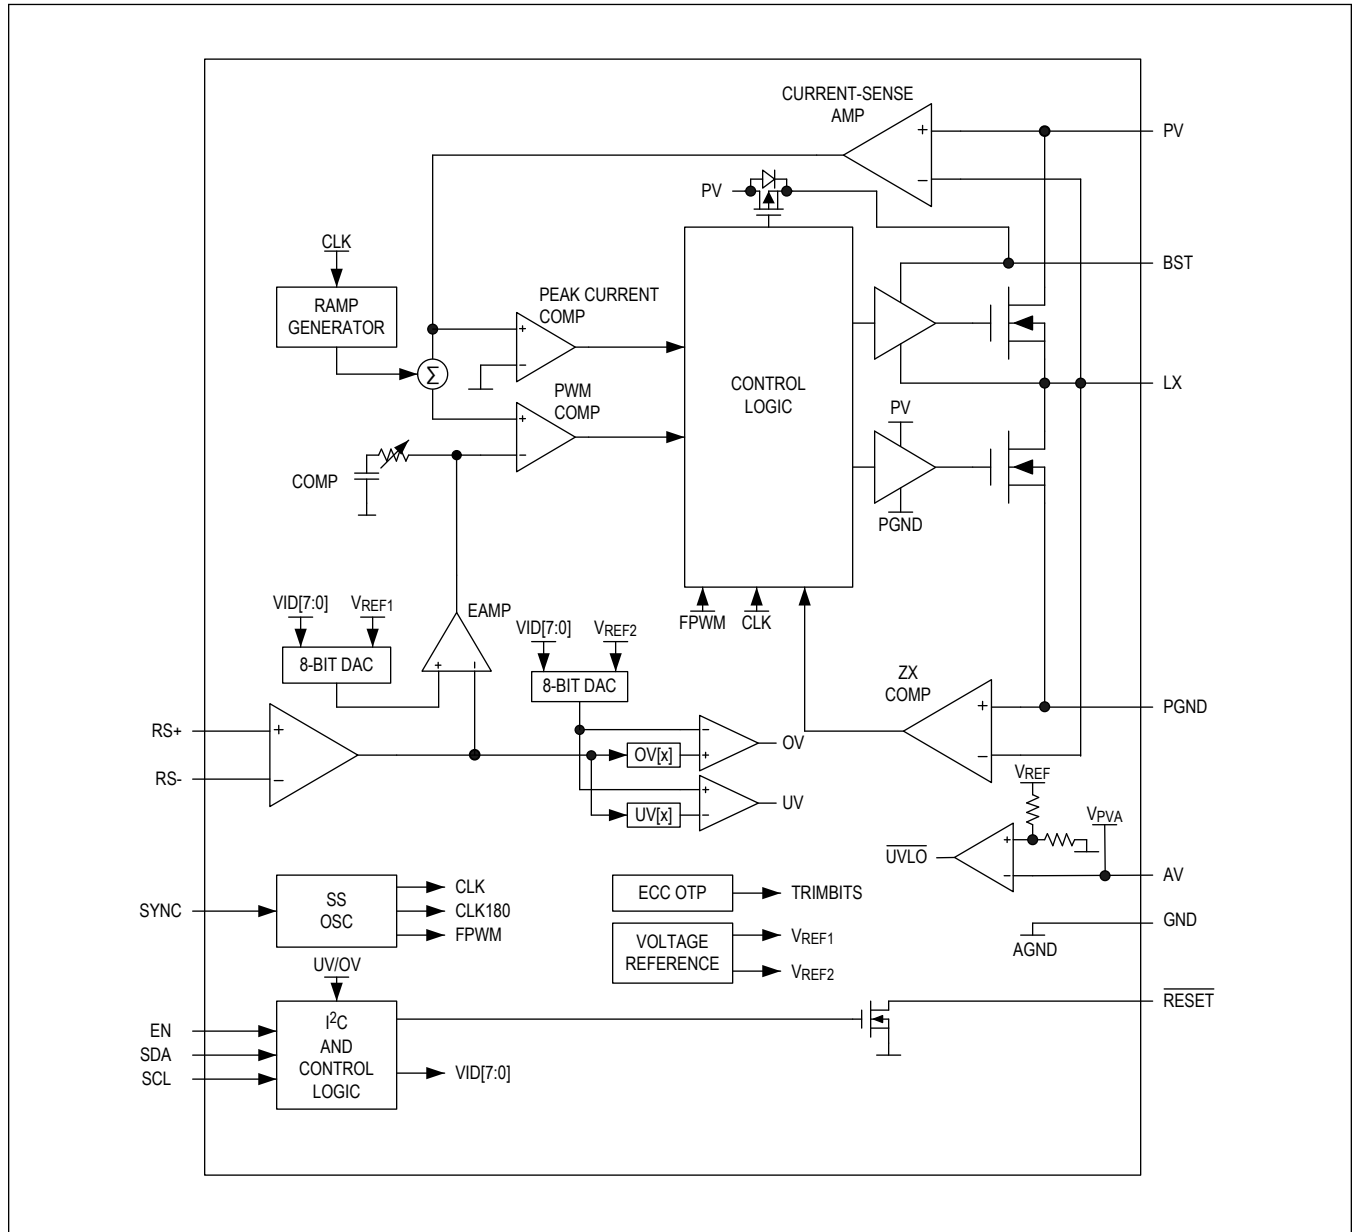 CURRENT-SENSE
AMP
+
−
PV
PV
CLK
BST
RAMP
GENERATOR
PEAK CURRENT
COMP
+
−
Σ
CONTROL
LOGIC
LX
PWM
COMP
+
−
PV
COMP
PGND
VID[7:0]
VREF1
EAMP
FPWM
CLK
VID[7:0]
VREF2
8-BIT DAC
+
−
8-BIT DAC
ZX
COMP
+
−
PGND
RS+
+
RS-
−
OV[x]
−
+
OV
UV[x]
+
−
UV
VREF
VPVA
UVLO
+
−
AV
SYNC
SS
OSC
CLK
CLK180
FPWM
ECC OTP
TRIMBITS
VOLTAGE
REFERENCE
VREF1
VREF2
GND
AGND
UV/OV
RESET
EN
SDA
SCL
I2C
AND
CONTROL
LOGIC
VID[7:0]